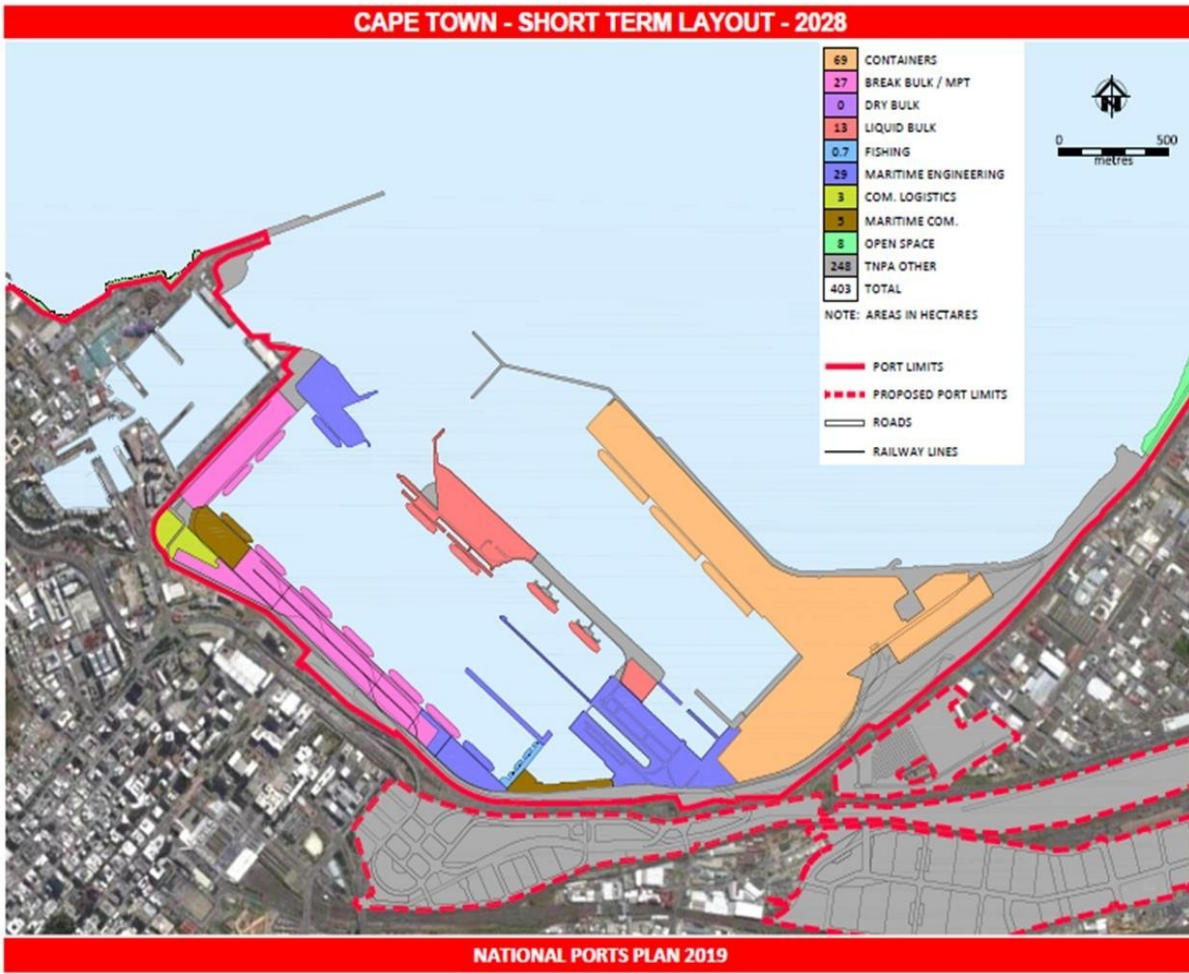 CAPE TOWN - SHORT TERM LAYOUT - 2028
69 CONTAINERS
27 BREAK BULK / MPT
0 DRY BULK
13 LIQUID BULK
0.7 FISHING
29 MARITIME ENGINEERING
3 COM. LOGISTICS
5 MARITIME COM.
8 OPEN SPACE
248 TNPA OTHER
403 TOTAL
NOTE: AREAS IN HECTARES
PORT LIMITS
PROPOSED PORT LIMITS
ROADS
RAILWAY LINES
N
0 500
metres
NATIONAL PORTS PLAN 2019